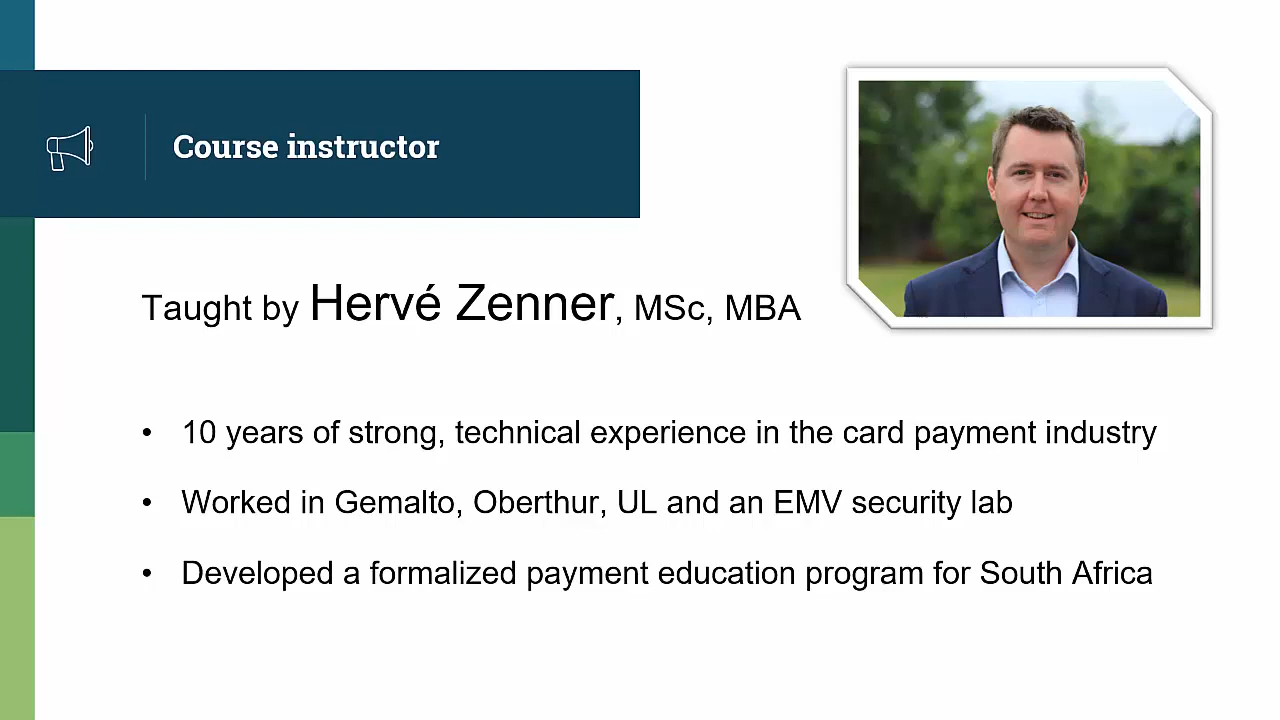 Course instructor
Taught by Hervé Zenner, MSc, MBA
• 10 years of strong, technical experience in the card payment industry
• Worked in Gemalto, Oberthur, UL and an EMV security lab
• Developed a formalized payment education program for South Africa